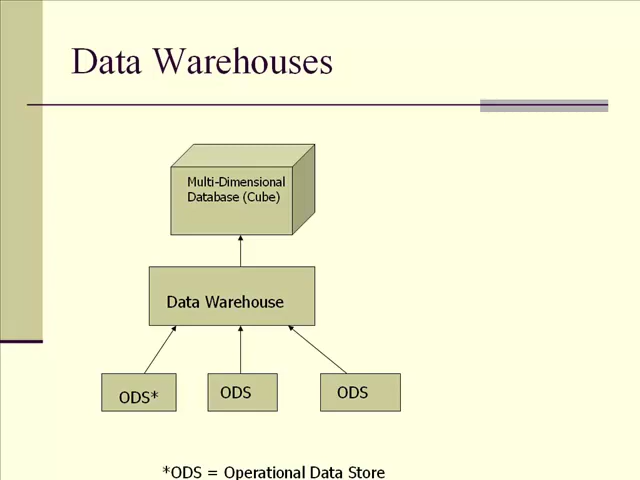 Data Warehouses
Multi-Dimensional
Database (Cube)
Data Warehouse
ODS*
ODS
ODS
*ODS = Operational Data Store